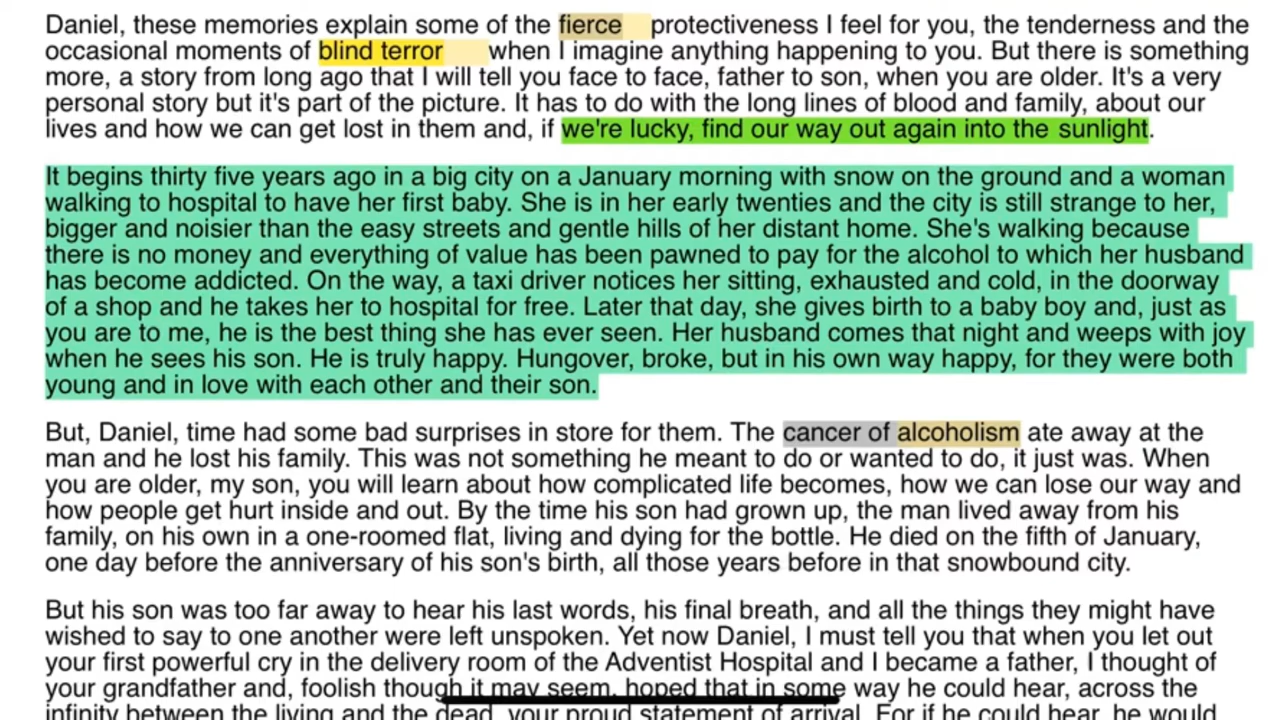 Daniel, these memories explain some of the fierce protectiveness I feel for you, the tenderness and the
occasional moments of blind terror when I imagine anything happening to you. But there is something
more, a story from long ago that I will tell you face to face, father to son, when you are older. It's a very
personal story but it's part of the picture. It has to do with the long lines of blood and family, about our
lives and how we can get lost in them and, if we're lucky, find our way out again into the sunlight.
It begins thirty five years ago in a big city on a January morning with snow on the ground and a woman
walking to hospital to have her first baby. She is in her early twenties and the city is still strange to her,
bigger and noisier than the easy streets and gentle hills of her distant home. She's walking because
there is no money and everything of value has been pawned to pay for the alcohol to which her husband
has become addicted. On the way, a taxi driver notices her sitting, exhausted and cold, in the doorway
of a shop and he takes her to hospital for free. Later that day, she gives birth to a baby boy and, just as
you are to me, he is the best thing she has ever seen. Her husband comes that night and weeps with joy
when he sees his son. He is truly happy. Hungover, broke, but in his own way happy, for they were both
young and in love with each other and their son.
But, Daniel, time had some bad surprises in store for them. The cancer of alcoholism ate away at the
man and he lost his family. This was not something he meant to do or wanted to do, it just was. When
you are older, my son, you will learn about how complicated life becomes, how we can lose our way and
how people get hurt inside and out. By the time his son had grown up, the man lived away from his
family, on his own in a one-roomed flat, living and dying for the bottle. He died on the fifth of January,
one day before the anniversary of his son's birth, all those years before in that snowbound city.
But his son was too far away to hear his last words, his final breath, and all the things they might have
wished to say to one another were left unspoken. Yet now Daniel, I must tell you that when you let out
your first powerful cry in the delivery room of the Adventist Hospital and I became a father, I thought of
your grandfather and, foolish though it may seem, hoped that in some way he could hear, across the
infinity between the living and the dead, your proud statement of arrival. For if he could hear, he would